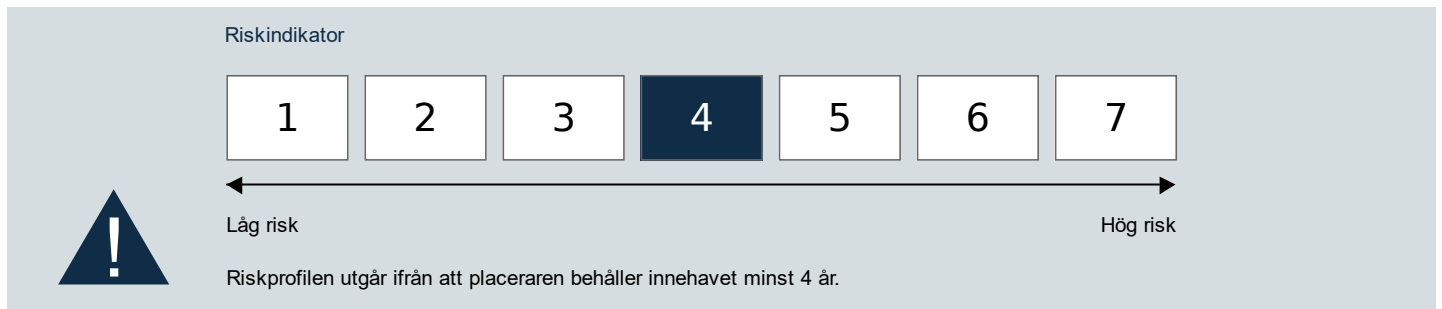 Riskindikator
1 2 3 4 5 6 7
Låg risk Hög risk
!
Riskprofilen utgår ifrån att placeraren behåller innehavet minst 4 år.